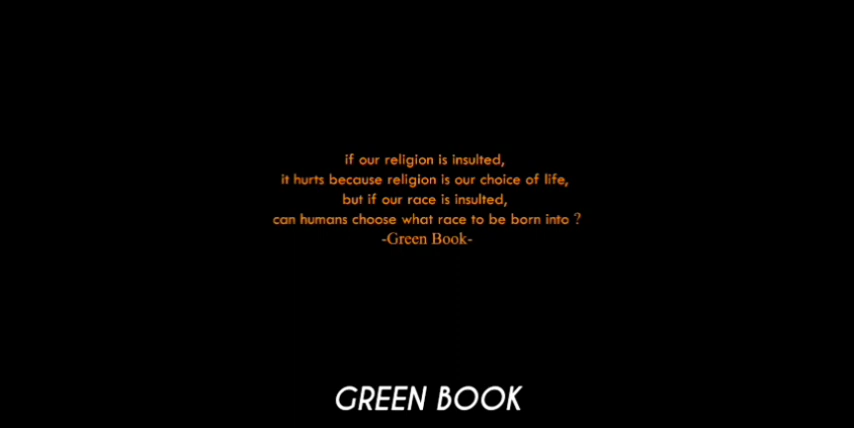 if our religion is insulted,
it hurts because religion is our choice of life,
but if our race is insulted,
can humans choose what race to be born into ?
-Green Book-
GREEN BOOK